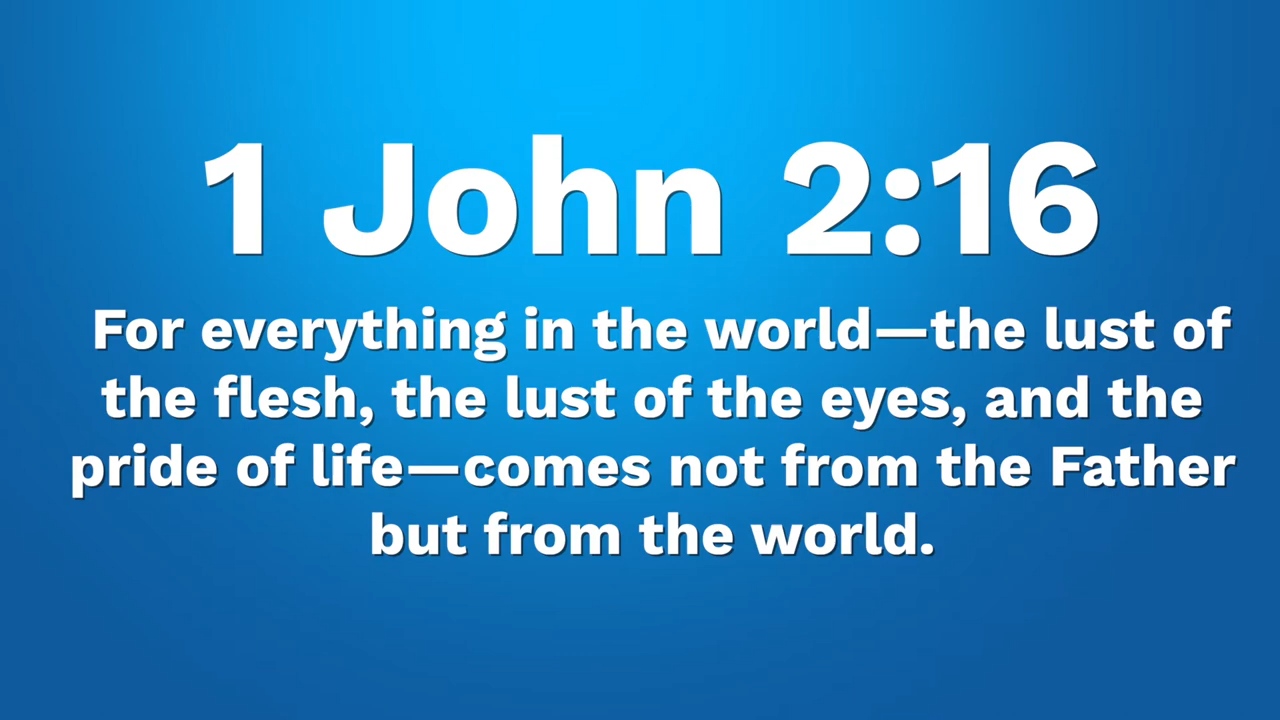 1 John 2:16
For everything in the world—the lust of
the flesh, the lust of the eyes, and the
pride of life—comes not from the Father
but from the world.